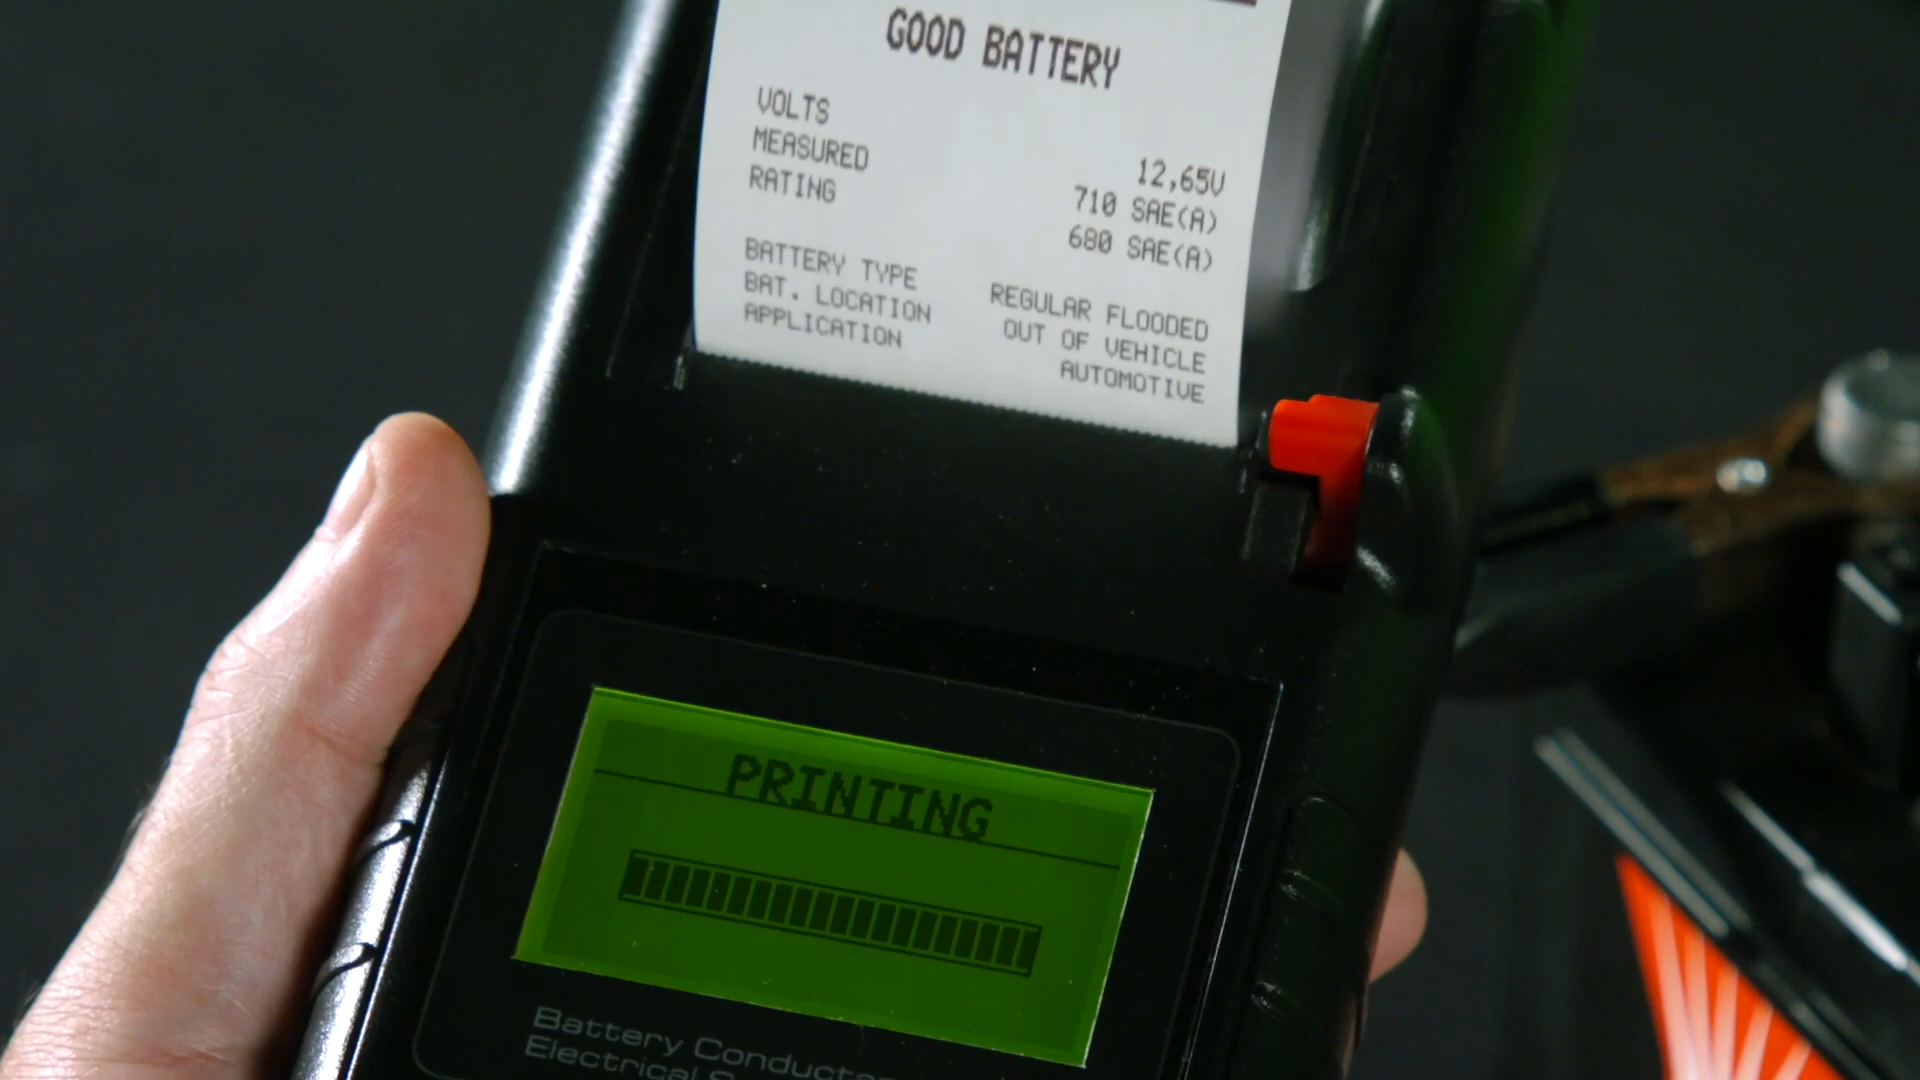 GOOD BATTERY
VOLTS 12,65V
MEASURED 710 SAE(A)
RATING 680 SAE(A)
BATTERY TYPE REGULAR FLOODED
BAT. LOCATION OUT OF VEHICLE
APPLICATION AUTOMOTIVE
PRINTING
Battery
Electrical